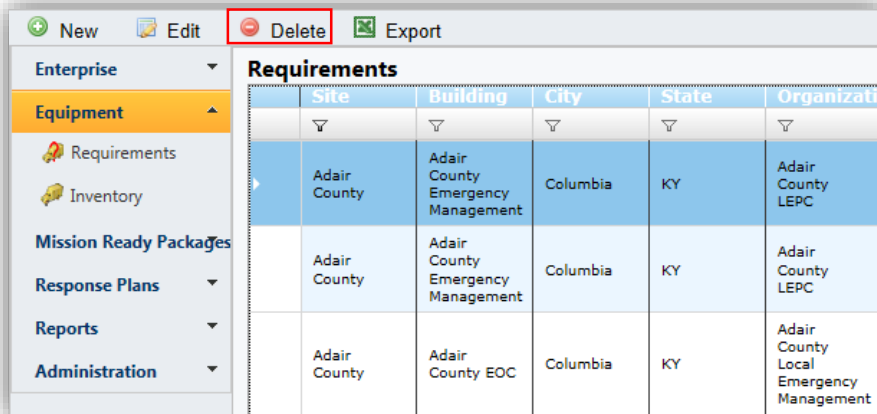 New Edit Delete Export
Enterprise
Equipment
Requirements
Inventory
Mission Ready Packages
Response Plans
Reports
Administration
Requirements
Site Building City State Organizati
Adair
County
Adair
County
Emergency
Management
Columbia
KY
Adair
County
LEPC
Adair
County
Adair
County
Emergency
Management
Columbia
KY
Adair
County
LEPC
Adair
County
Adair
County EOC
Columbia
KY
Adair
County
Local
Emergency
Management